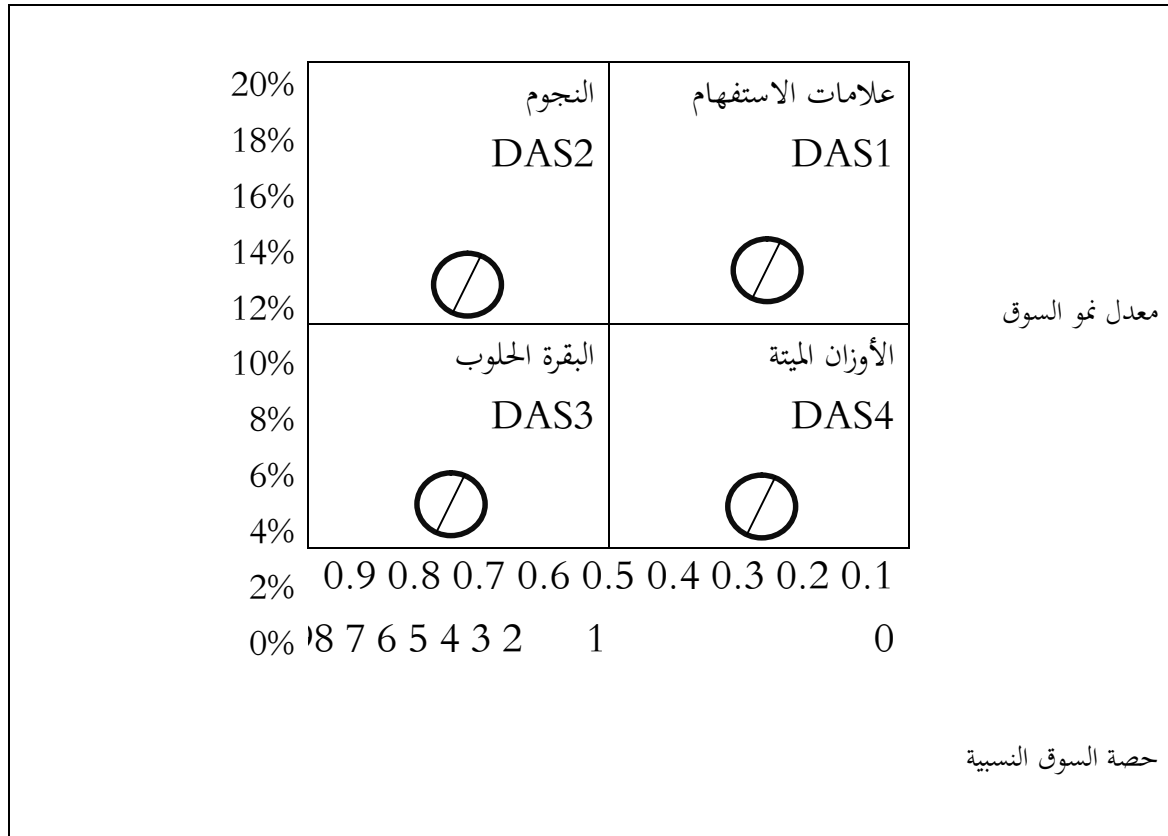 20%
18%
16%
14%
12%
10%
8%
6%
4%
2%
0%
علامات الاستفهام
DAS1
النجوم
DAS2
الأوزان الميتة
DAS4
البقرة الحلوب
DAS3
معدل نمو السوق
0.9 0.8 0.7 0.6 0.5 0.4 0.3 0.2 0.1
8 7 6 5 4 3 2 1 0
حصة السوق النسبية